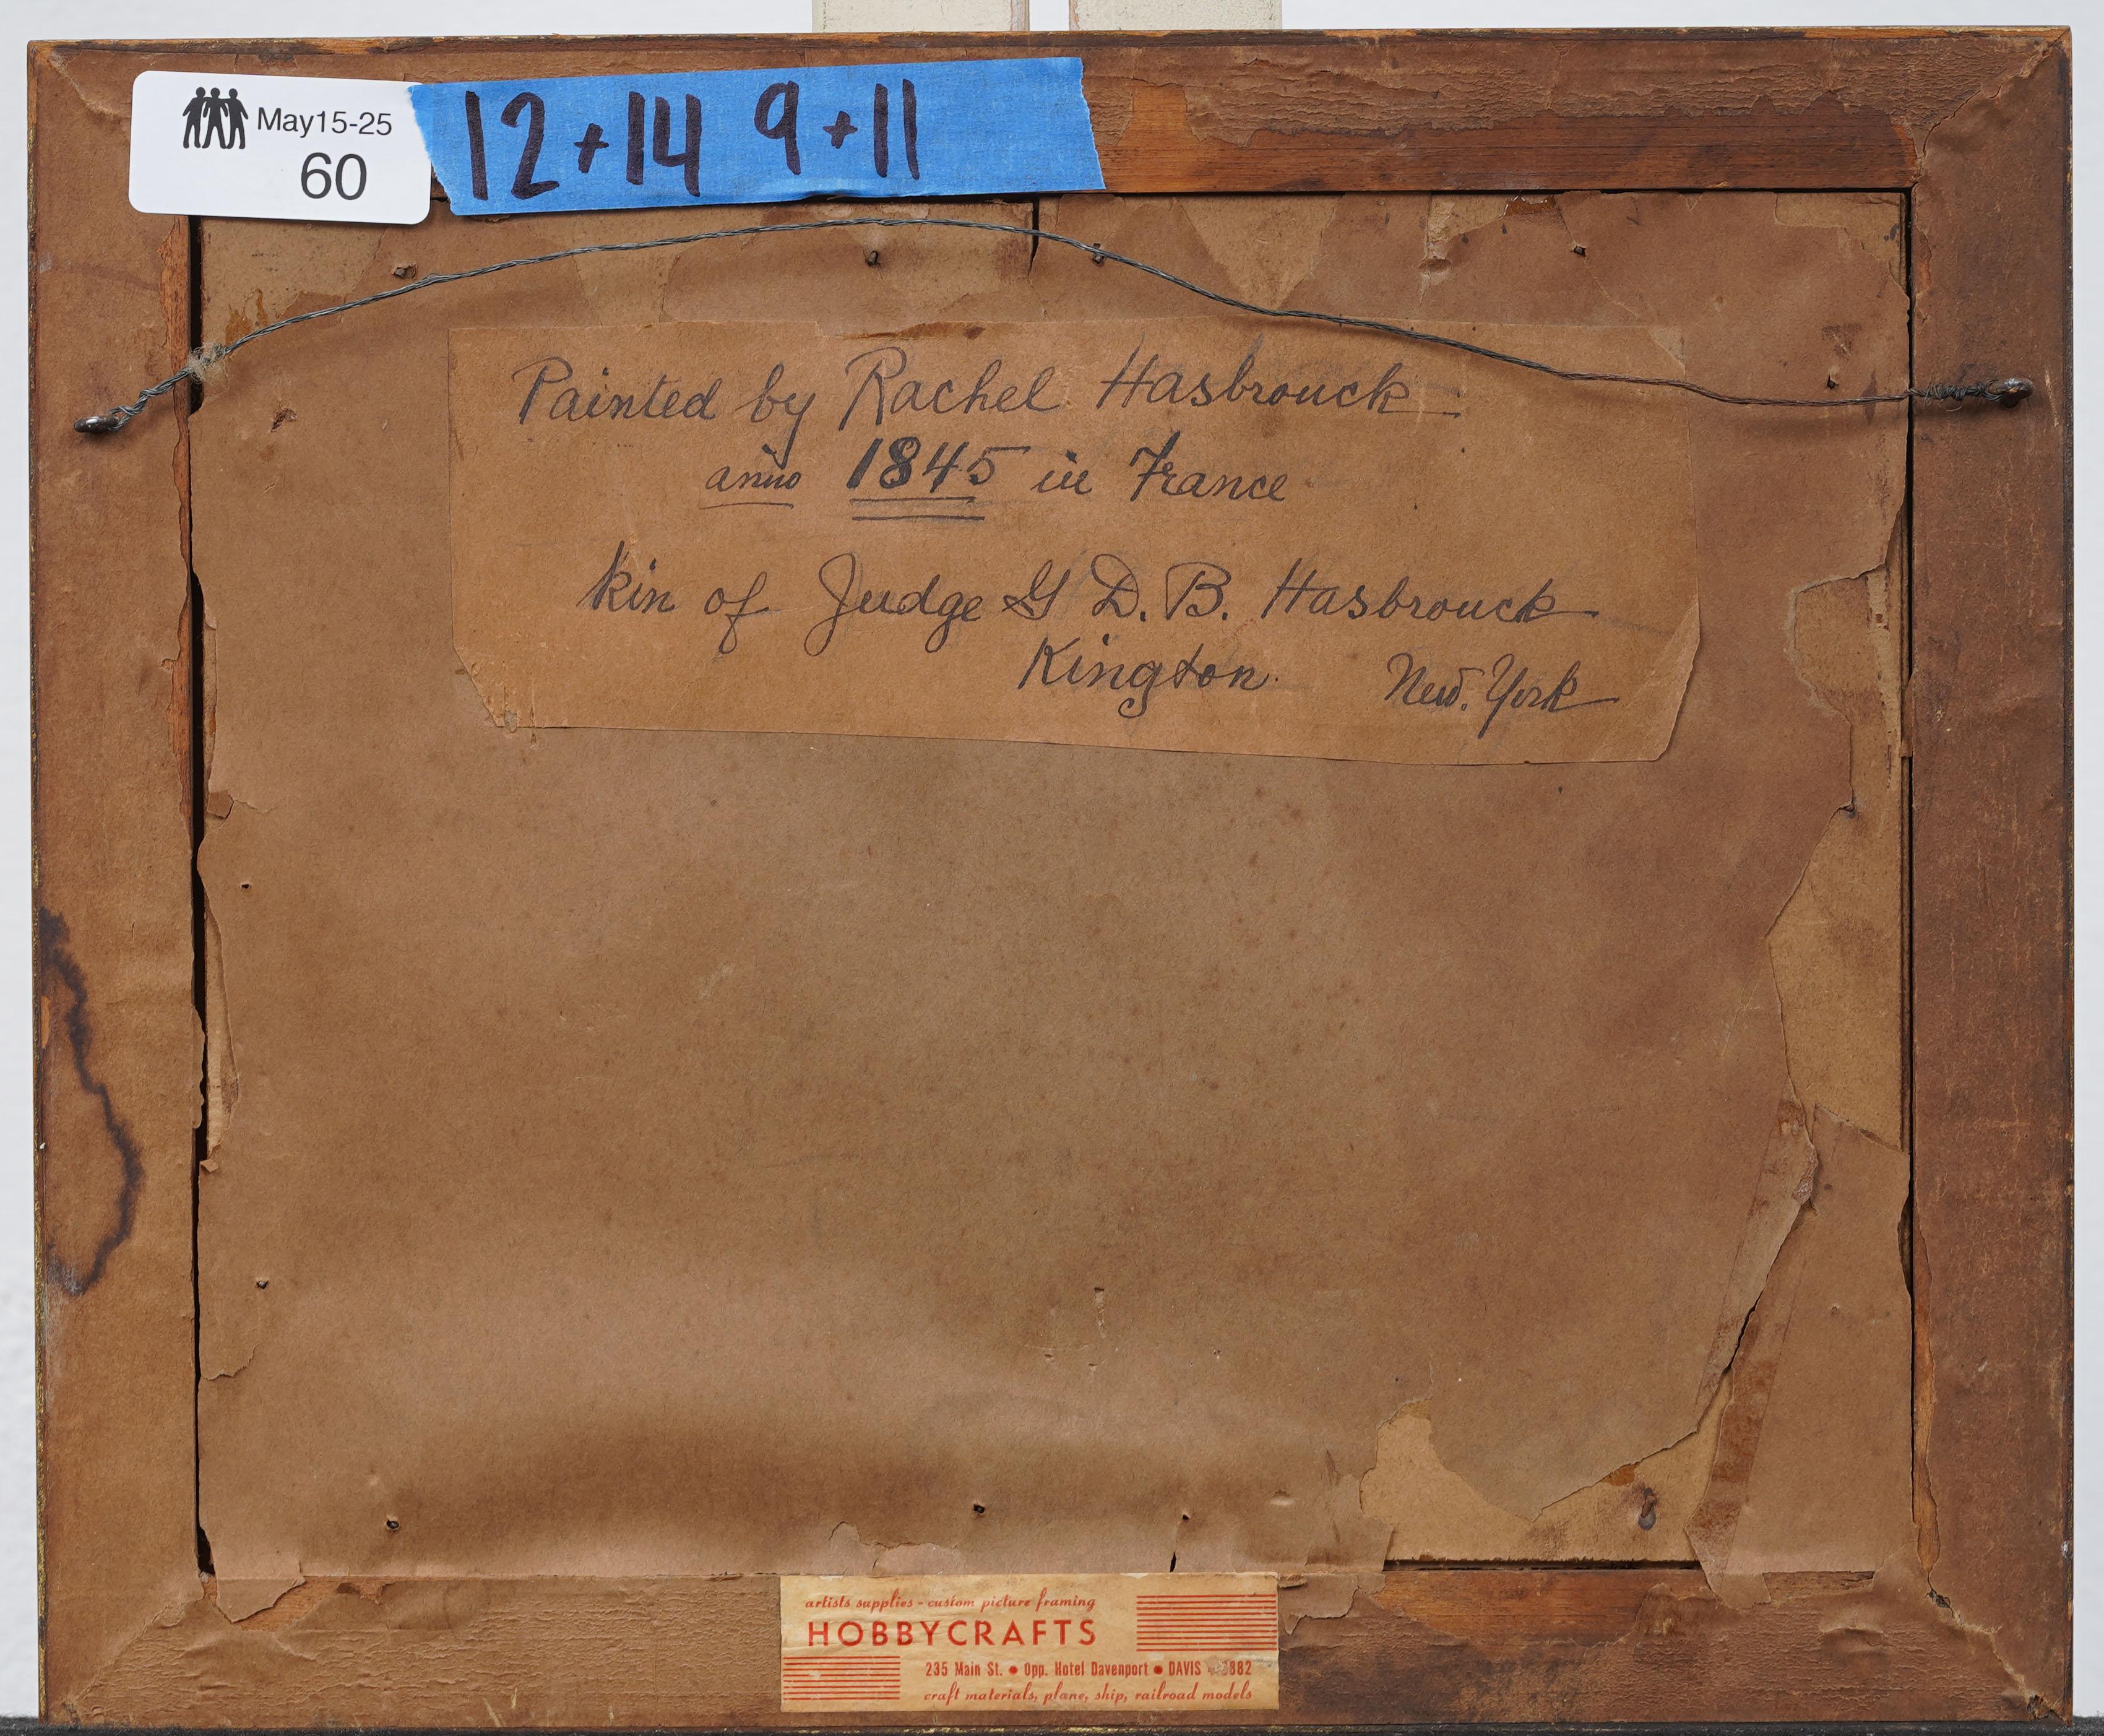 May15-25
60
12+14 9+11
Painted by Rachel Hasbrouck
anno 1845 in France
kin of Judge G D. B. Hasbrouck
Kingston New. York
artists supplies - custom picture framing
HOBBYCRAFTS
235 Main St. • Opp. Hotel Davenport • DAVIS 882
craft materials, plane, ship, railroad models